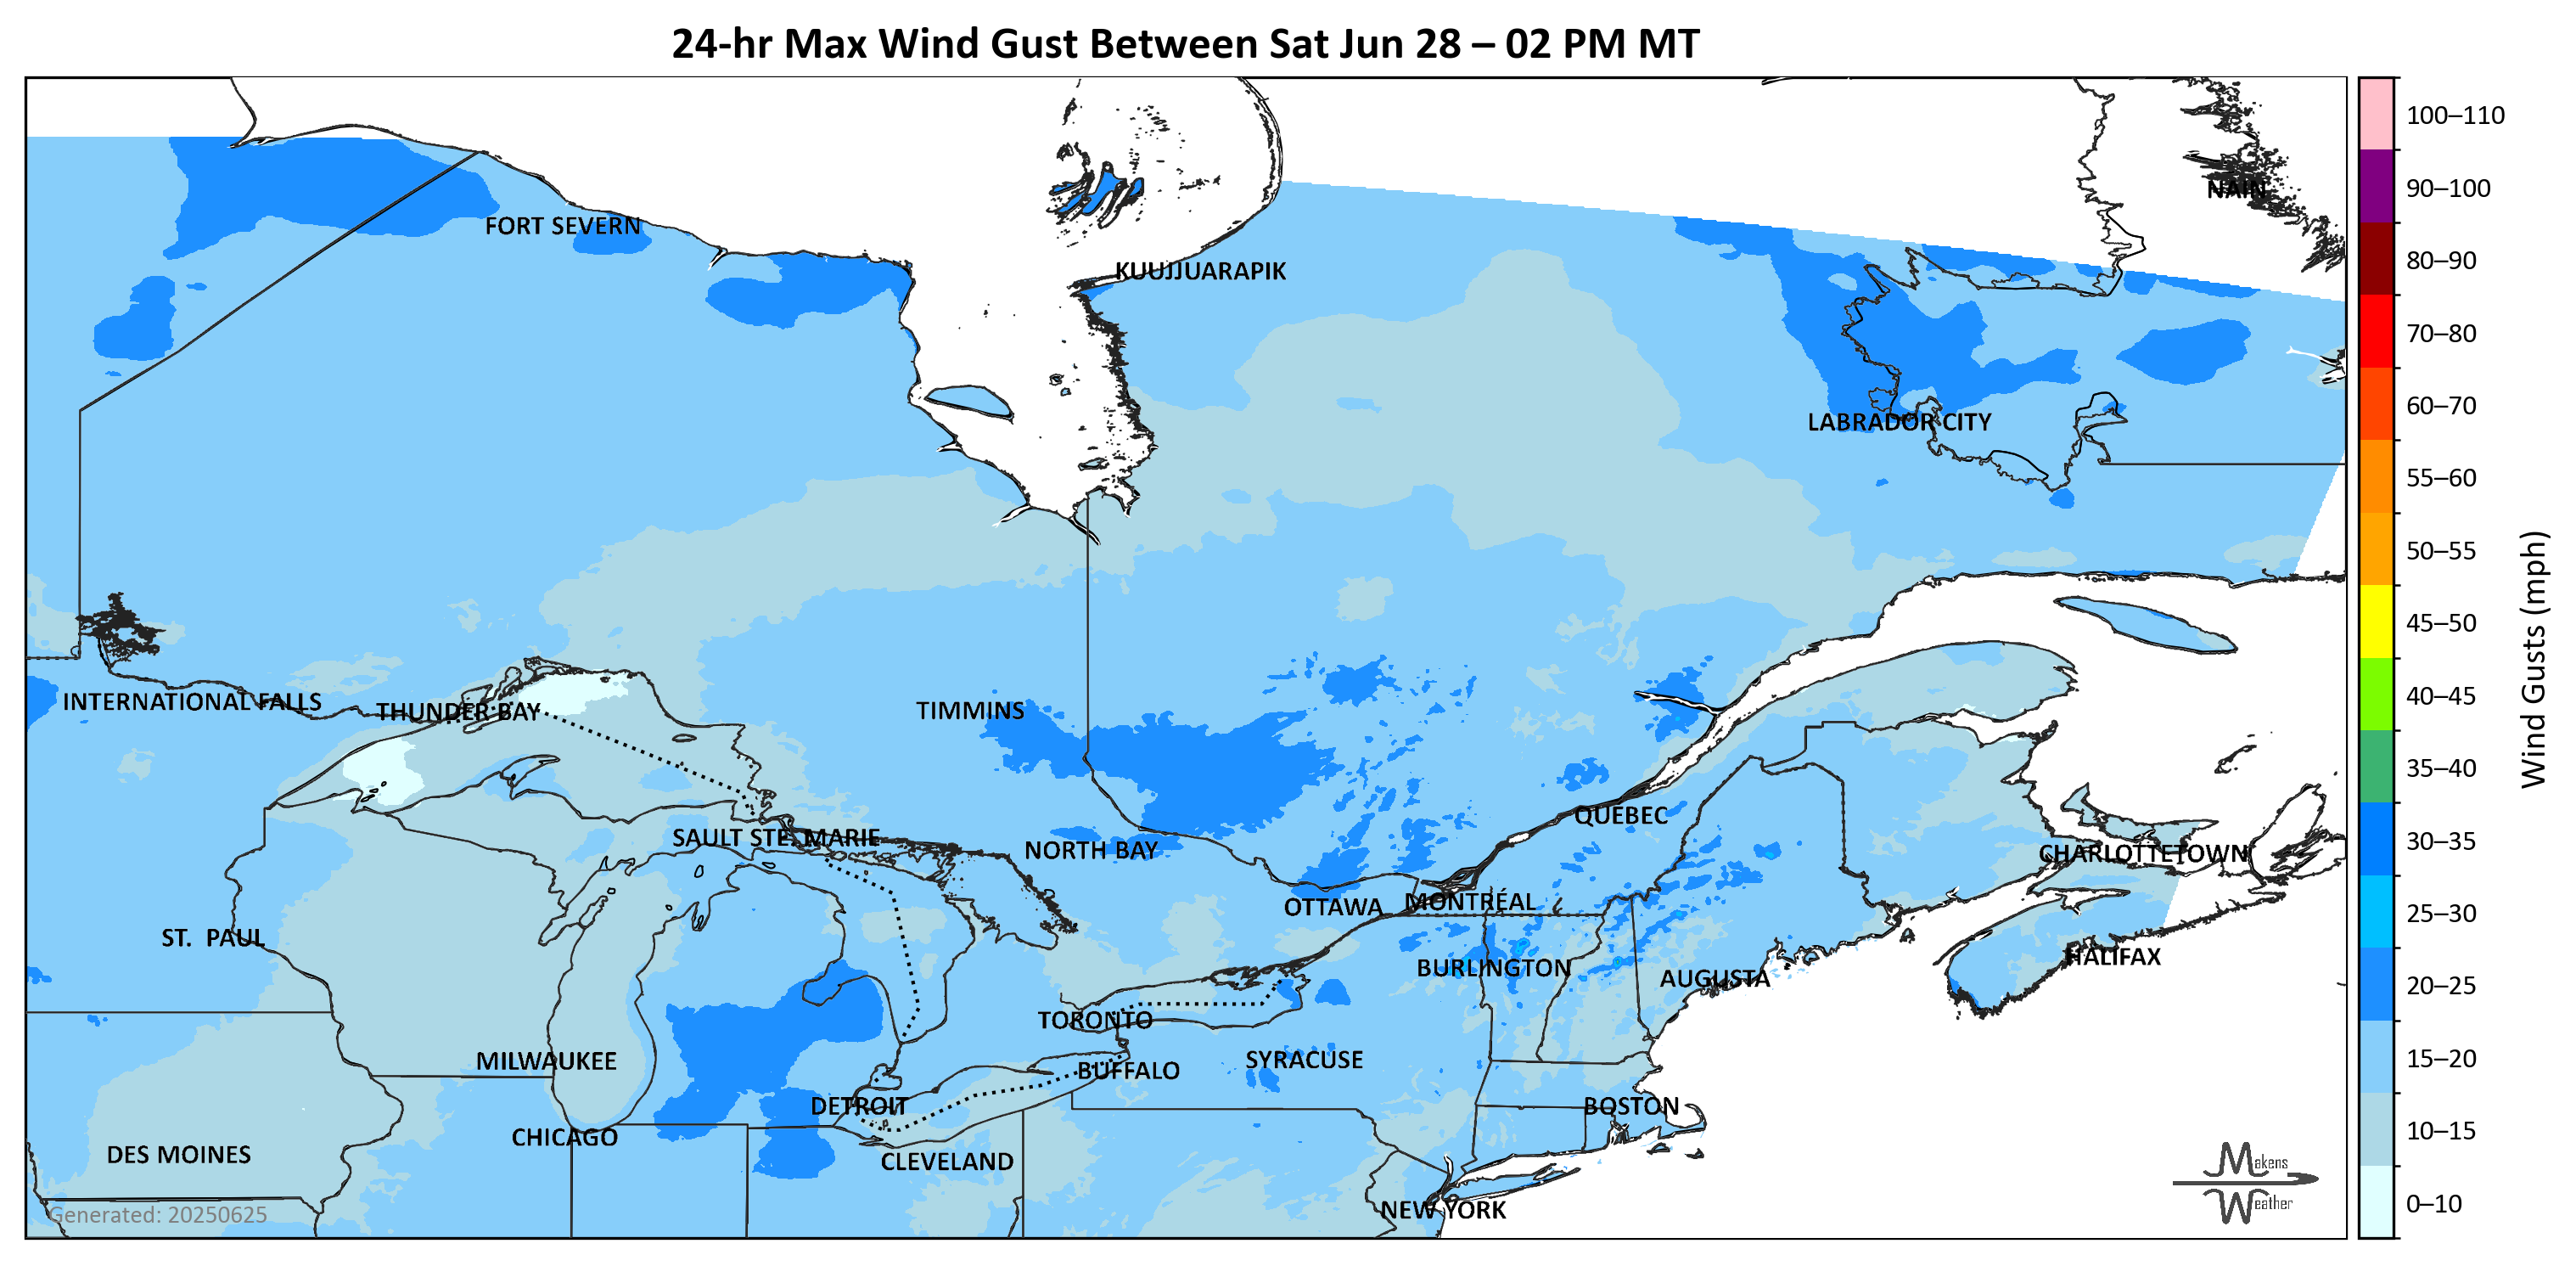 24-hr Max Wind Gust Between Sat Jun 28 – 02 PM MT
100–110
90–100
NAIN
FORT SEVERN
80–90
KUUJJUARAPIK
70–80
60–70
LABRADOR CITY
55–60
50–55
45–50
Wind Gusts (mph)
40–45
INTERNATIONAL FALLS
THUNDER BAY
TIMMINS
35–40
QUÉBEC
SAULT STE. MARIE
30–35
NORTH BAY
CHARLOTTETOWN
MONTRÉAL
OTTAWA
25–30
ST. PAUL
HALIFAX
BURLINGTON
AUGUSTA
20–25
TORONTO
MILWAUKEE
SYRACUSE
15–20
BUFFALO
DETROIT
BOSTON
10–15
CHICAGO
DES MOINES
CLEVELAND
Makens
Weather
0–10
NEW YORK
Generated: 20250625